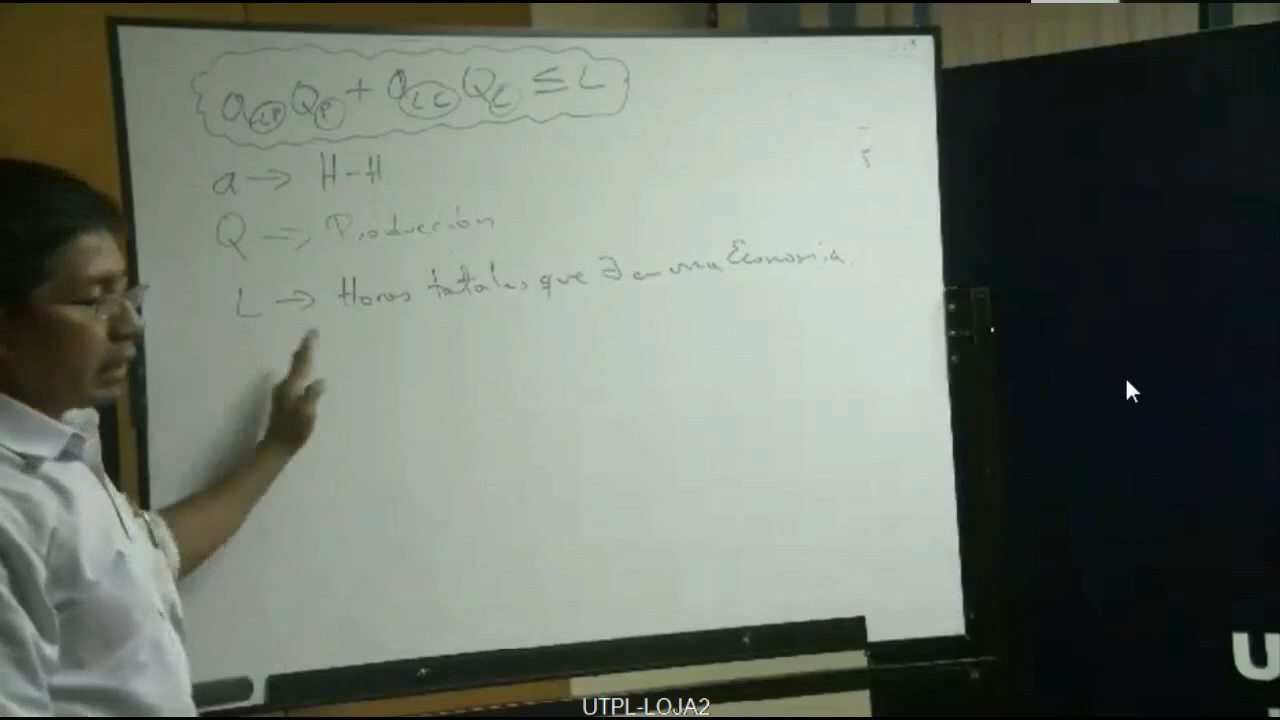 a_LP Q_P + a_LC Q_C ≤ L
a → H-H
Q → Producción
L → Horas totales que ∃ en una Economía.
U
UTPL-LOJA2